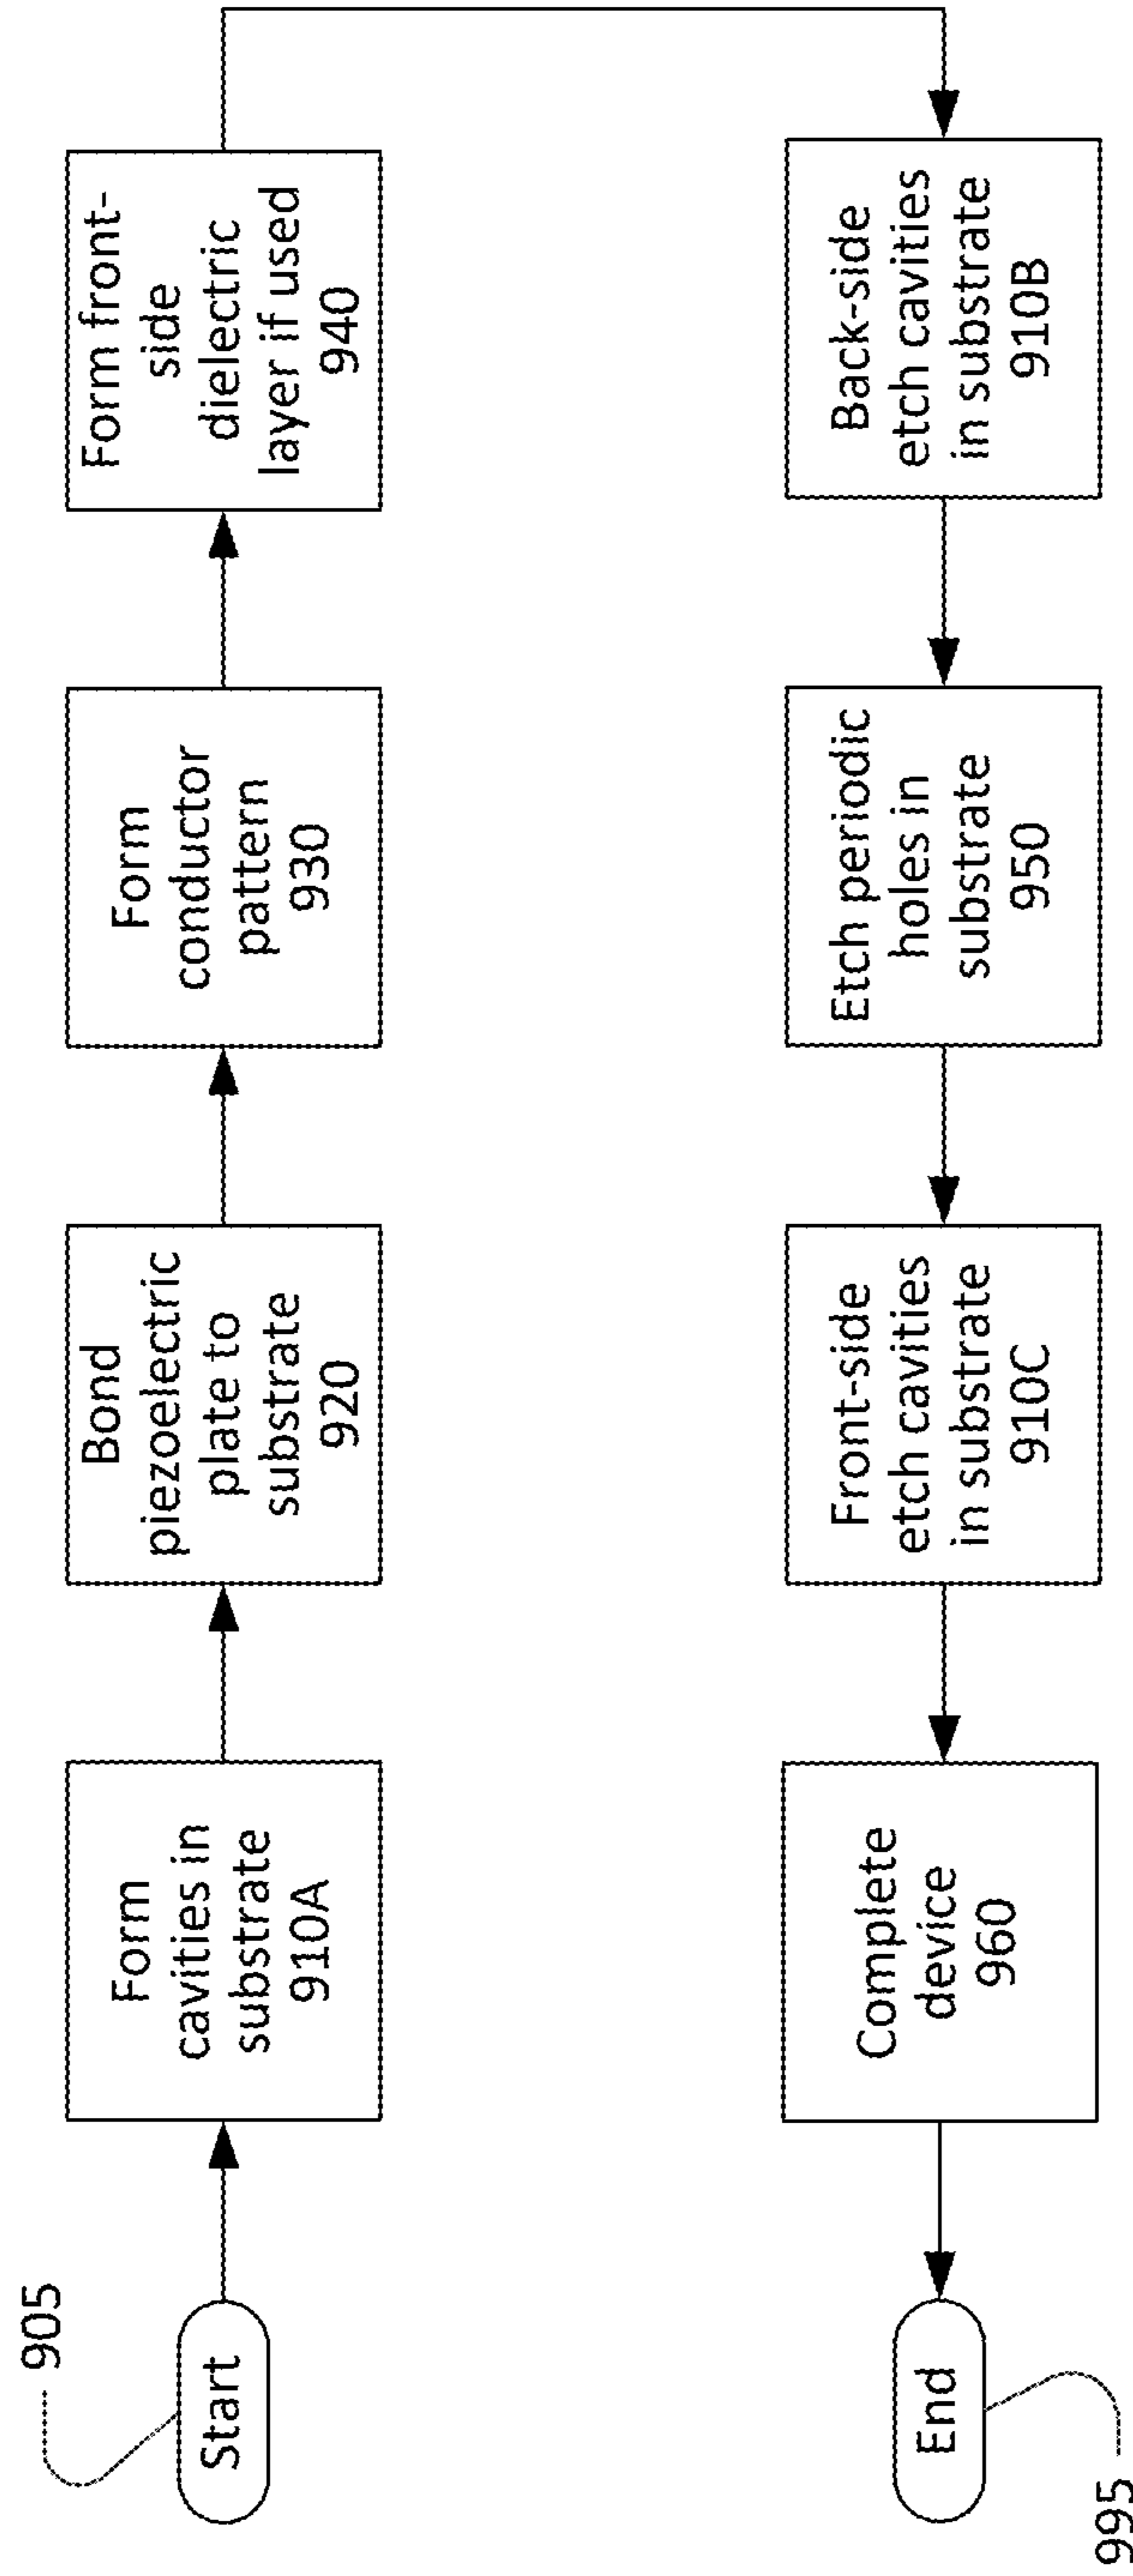 905
Start
Form
cavities in
substrate
910A
Bond
piezoelectric
plate to
substrate
920
Form
conductor
pattern
930
Form front-
side
dielectric
layer if used
940
Back-side
etch cavities
in substrate
910B
Etch periodic
holes in
substrate
950
Front-side
etch cavities
in substrate
910C
Complete
device
960
End
995